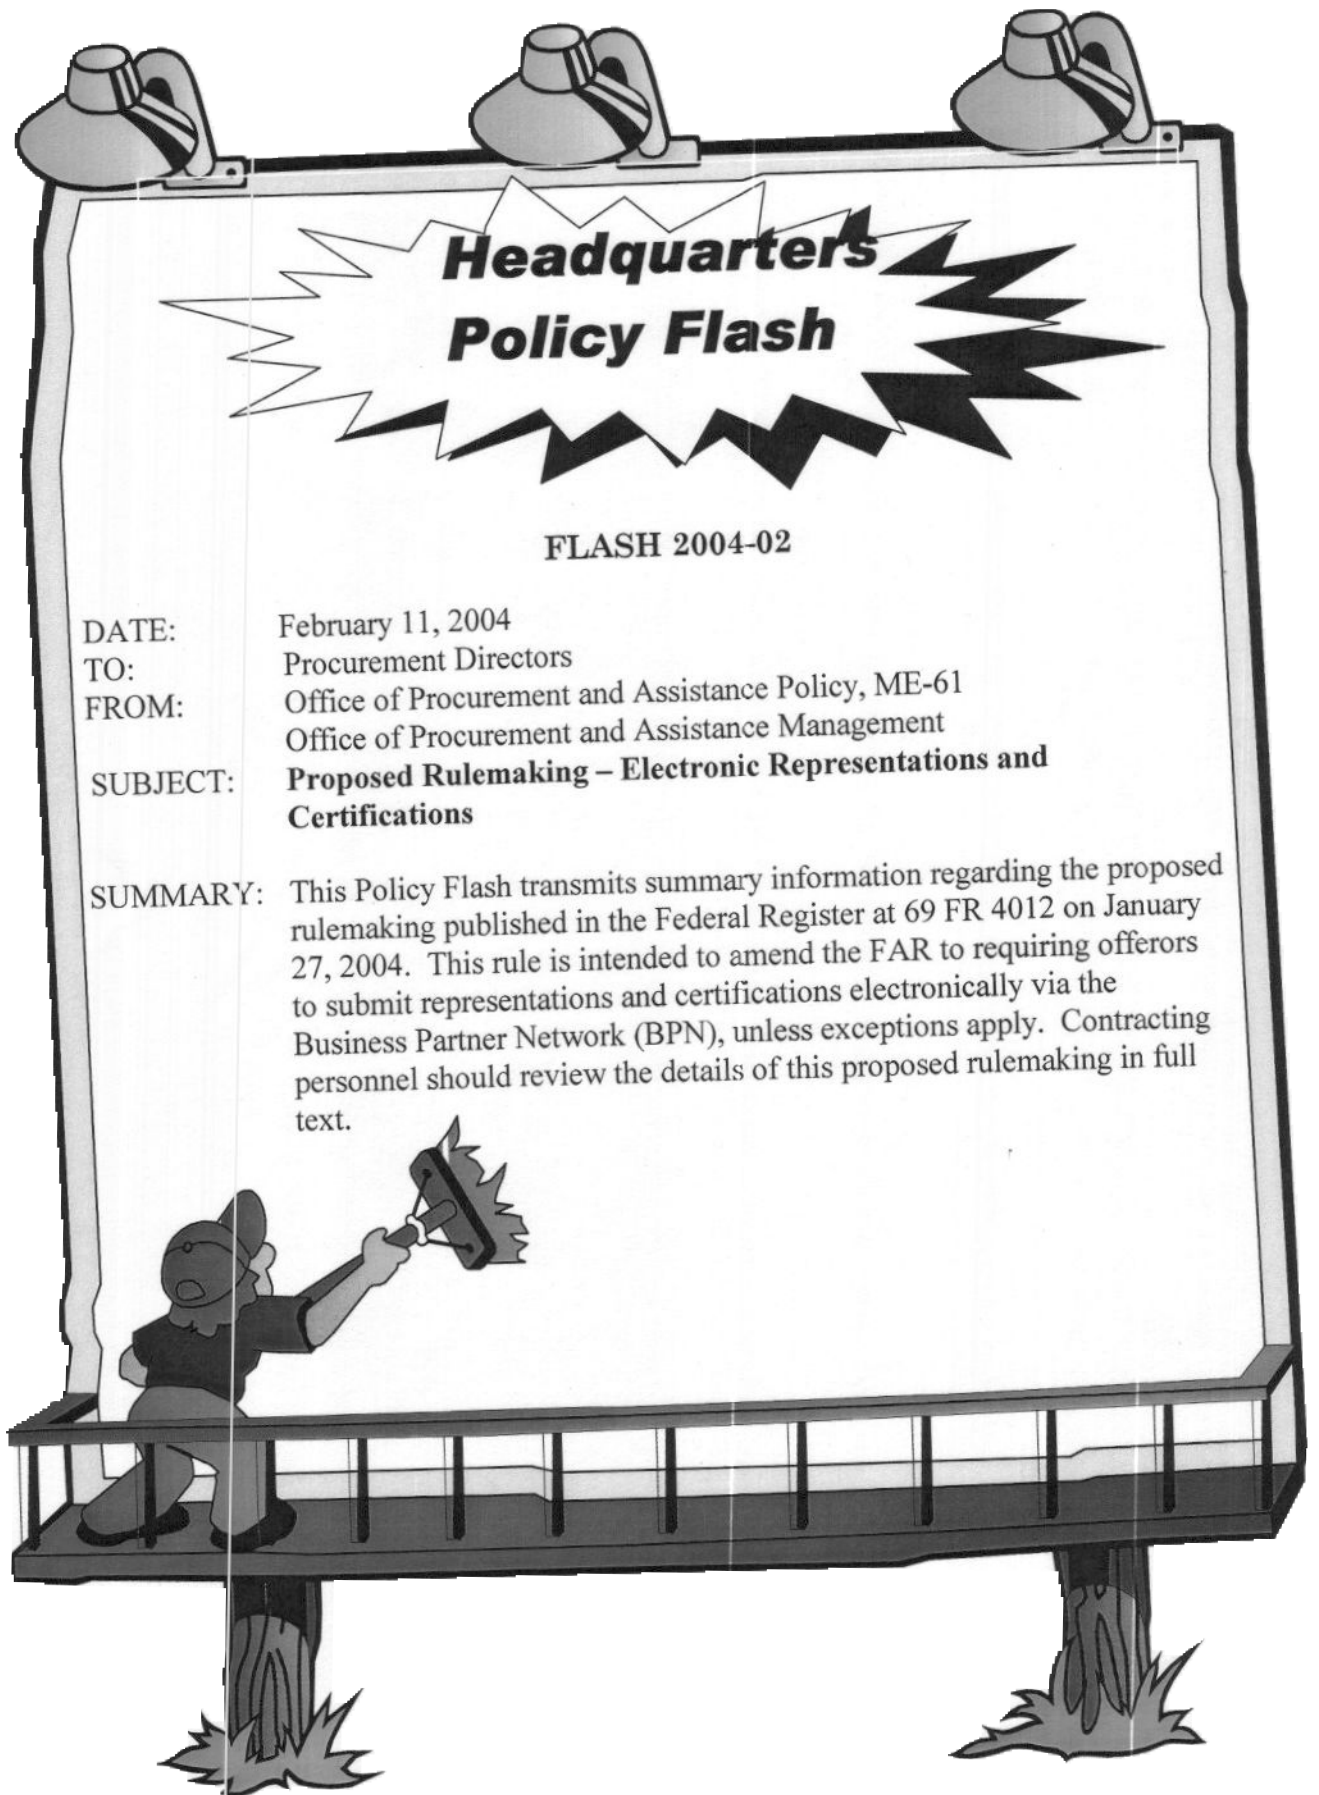 Headquarters
Policy Flash
FLASH 2004-02
DATE: February 11, 2004
TO: Procurement Directors
FROM: Office of Procurement and Assistance Policy, ME-61
Office of Procurement and Assistance Management
SUBJECT: Proposed Rulemaking – Electronic Representations and
Certifications
SUMMARY: This Policy Flash transmits summary information regarding the proposed
rulemaking published in the Federal Register at 69 FR 4012 on January
27, 2004. This rule is intended to amend the FAR to requiring offerors
to submit representations and certifications electronically via the
Business Partner Network (BPN), unless exceptions apply. Contracting
personnel should review the details of this proposed rulemaking in full
text.